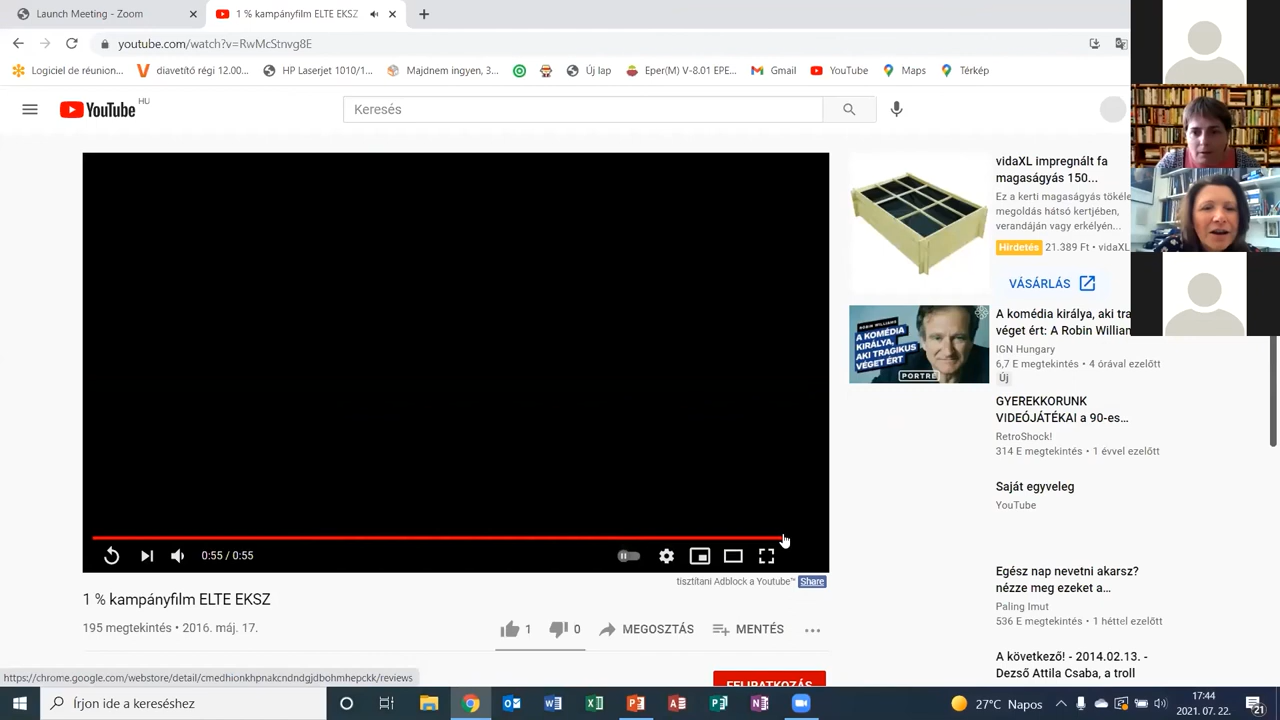 Launch Meeting - Zoom
1 % kampányfilm ELTE EKSZ
youtube.com/watch?v=RwMcStnvg8E
Logiciel de réunion...
diavetítő régi 12.00...
HP Laserjet 1010/1...
Majdnem ingyen, 3...
Új lap
Eper(M) V-8.01 EPE...
Gmail
YouTube
Maps
Térkép
YouTube HU
Keresés
vidaXL impregnált fa
magaságyás 150...
Ez a kerti magaságyás tökéle
megoldás hátsó kertjében,
verandáján vagy erkélyén...
Hirdetés 21.389 Ft • vidaXL
VÁSÁRLÁS
ROBIN WILLIAMS
A KOMÉDIA
KIRÁLYA,
AKI TRAGIKUS
VÉGET ÉRT
PORTRÉ
A komédia királya, aki tra
véget ért: A Robin Willian
IGN Hungary
6,7 E megtekintés • 4 órával ezelőtt
Új
GYEREKKORUNK
VIDEÓJÁTÉKAI a 90-es...
RetroShock!
314 E megtekintés • 1 évvel ezelőtt
Saját egyveleg
YouTube
0:55 / 0:55
tisztítani Adblock a Youtube™ Share
Egész nap nevetni akarsz?
nézze meg ezeket a...
Paling Imut
536 E megtekintés • 1 héttel ezelőtt
1 % kampányfilm ELTE EKSZ
195 megtekintés • 2016. máj. 17.
1
0
MEGOSZTÁS
MENTÉS
A következő! - 2014.02.13. -
Dezső Attila Csaba, a troll
FELIRATKOZÁS
https://chrome.google.com/webstore/detail/cmedhionkhpnakcndndgjdbohmhepckk/reviews
Írjon ide a kereséshez
27°C Napos
17:44
2021. 07. 22.
21